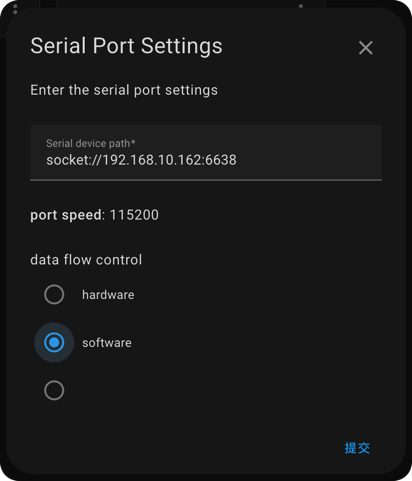 Serial Port Settings
Enter the serial port settings
Serial device path*
socket://192.168.10.162:6638
port speed: 115200
data flow control
hardware
software
提交